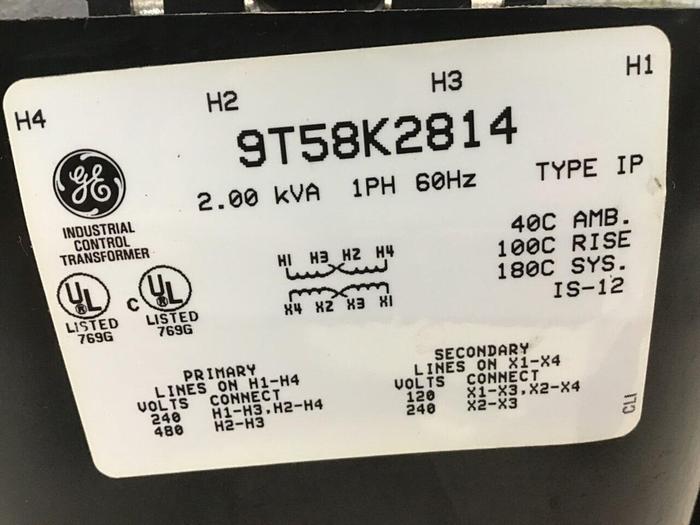 H4 H2 H3 H1
9T58K2814
2.00 kVA 1PH 60Hz TYPE IP
GE
INDUSTRIAL
CONTROL
TRANSFORMER
40C AMB.
100C RISE
180C SYS.
IS-12
H1 H3 H2 H4
X4 X2 X3 X1
UL ®
LISTED
769G
C UL ®
LISTED
769G
PRIMARY
LINES ON H1-H4
VOLTS CONNECT
240 H1-H3,H2-H4
480 H2-H3
SECONDARY
LINES ON X1-X4
VOLTS CONNECT
120 X1-X3,X2-X4
240 X2-X3
CLI